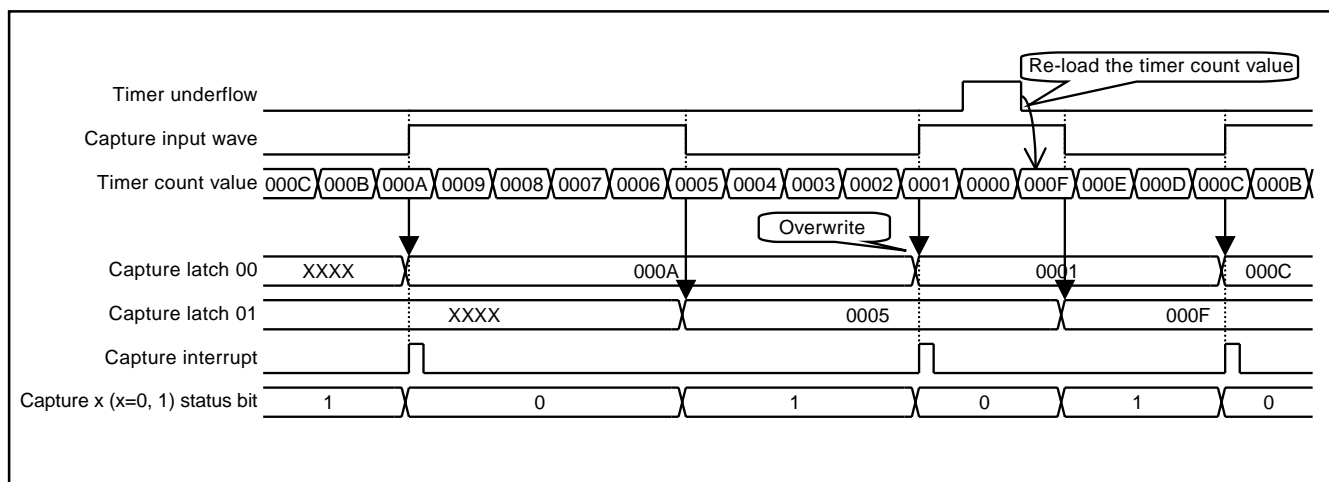 Re-load the timer count value
Timer underflow
Capture input wave
Timer count value 000C 000B 000A 0009 0008 0007 0006 0005 0004 0003 0002 0001 0000 000F 000E 000D 000C 000B
Overwrite
Capture latch 00 XXXX 000A 0001 000C
Capture latch 01 XXXX 0005 000F
Capture interrupt
Capture x (x=0, 1) status bit 1 0 1 0 1 0